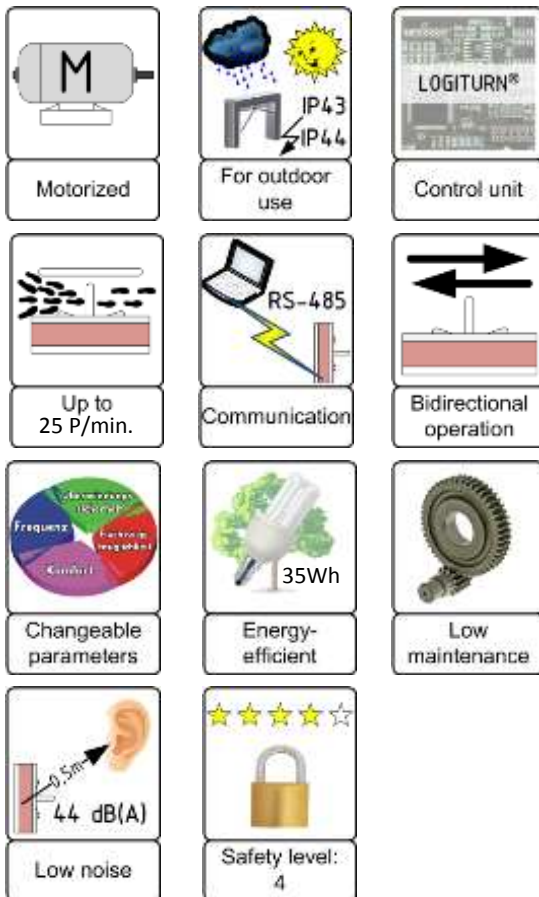 M
Motorized
IP43
IP44
For outdoor
use
LOGITURN®
Control unit
Up to
25 P/min.
RS-485
Communication
Bidirectional
operation
Frequenz
Komfort
Changeable
parameters
35Wh
Energy-
efficient
Low
maintenance
0,5m
44 dB(A)
Low noise
Safety level:
4